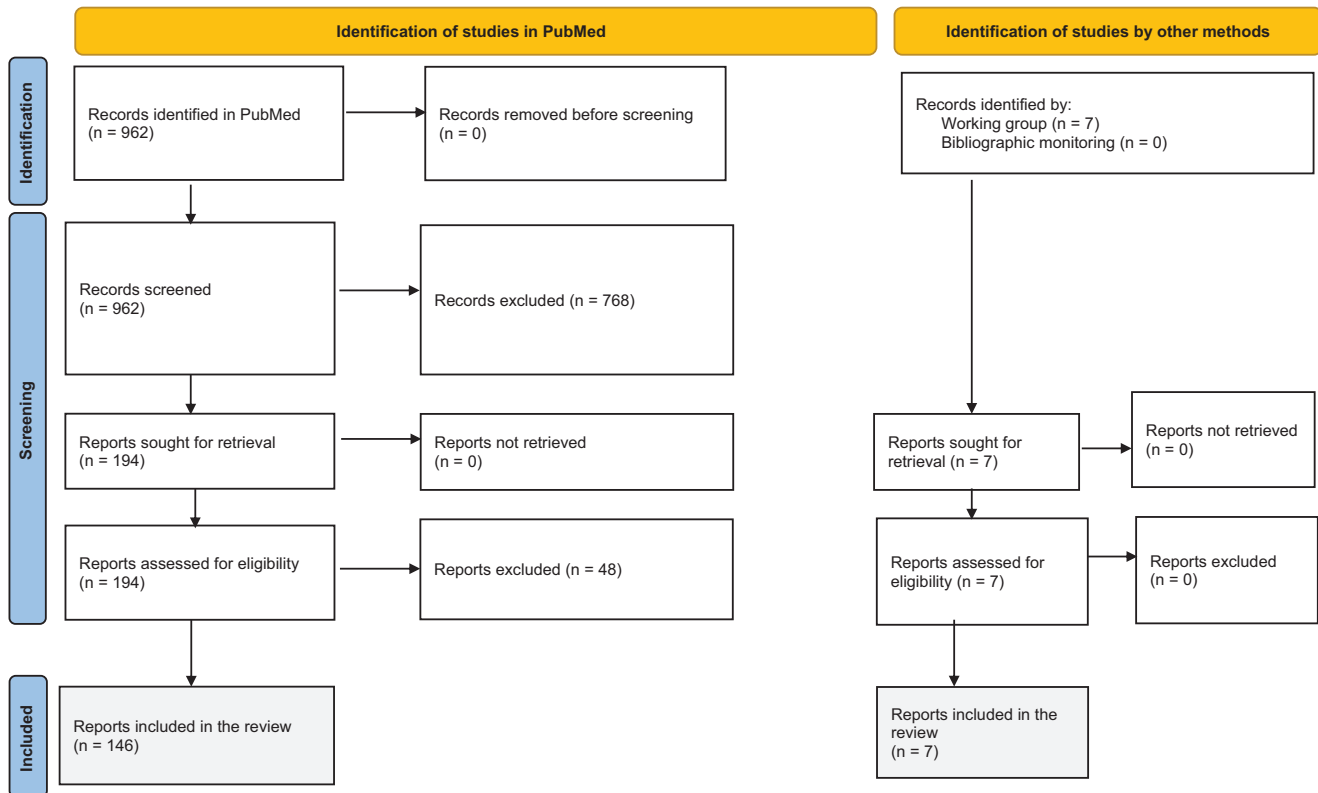 Identification of studies in PubMed
Identification of studies by other methods
Identification
Records identified in PubMed
(n = 962)
Records removed before screening
(n = 0)
Records identified by:
Working group (n = 7)
Bibliographic monitoring (n = 0)
Screening
Records screened
(n = 962)
Records excluded (n = 768)
Reports sought for retrieval
(n = 194)
Reports not retrieved
(n = 0)
Reports sought for
retrieval (n = 7)
Reports not retrieved
(n = 0)
Reports assessed for eligibility
(n = 194)
Reports excluded (n = 48)
Reports assessed for
eligibility (n = 7)
Reports excluded
(n = 0)
Included
Reports included in the review
(n = 146)
Reports included in the
review
(n = 7)